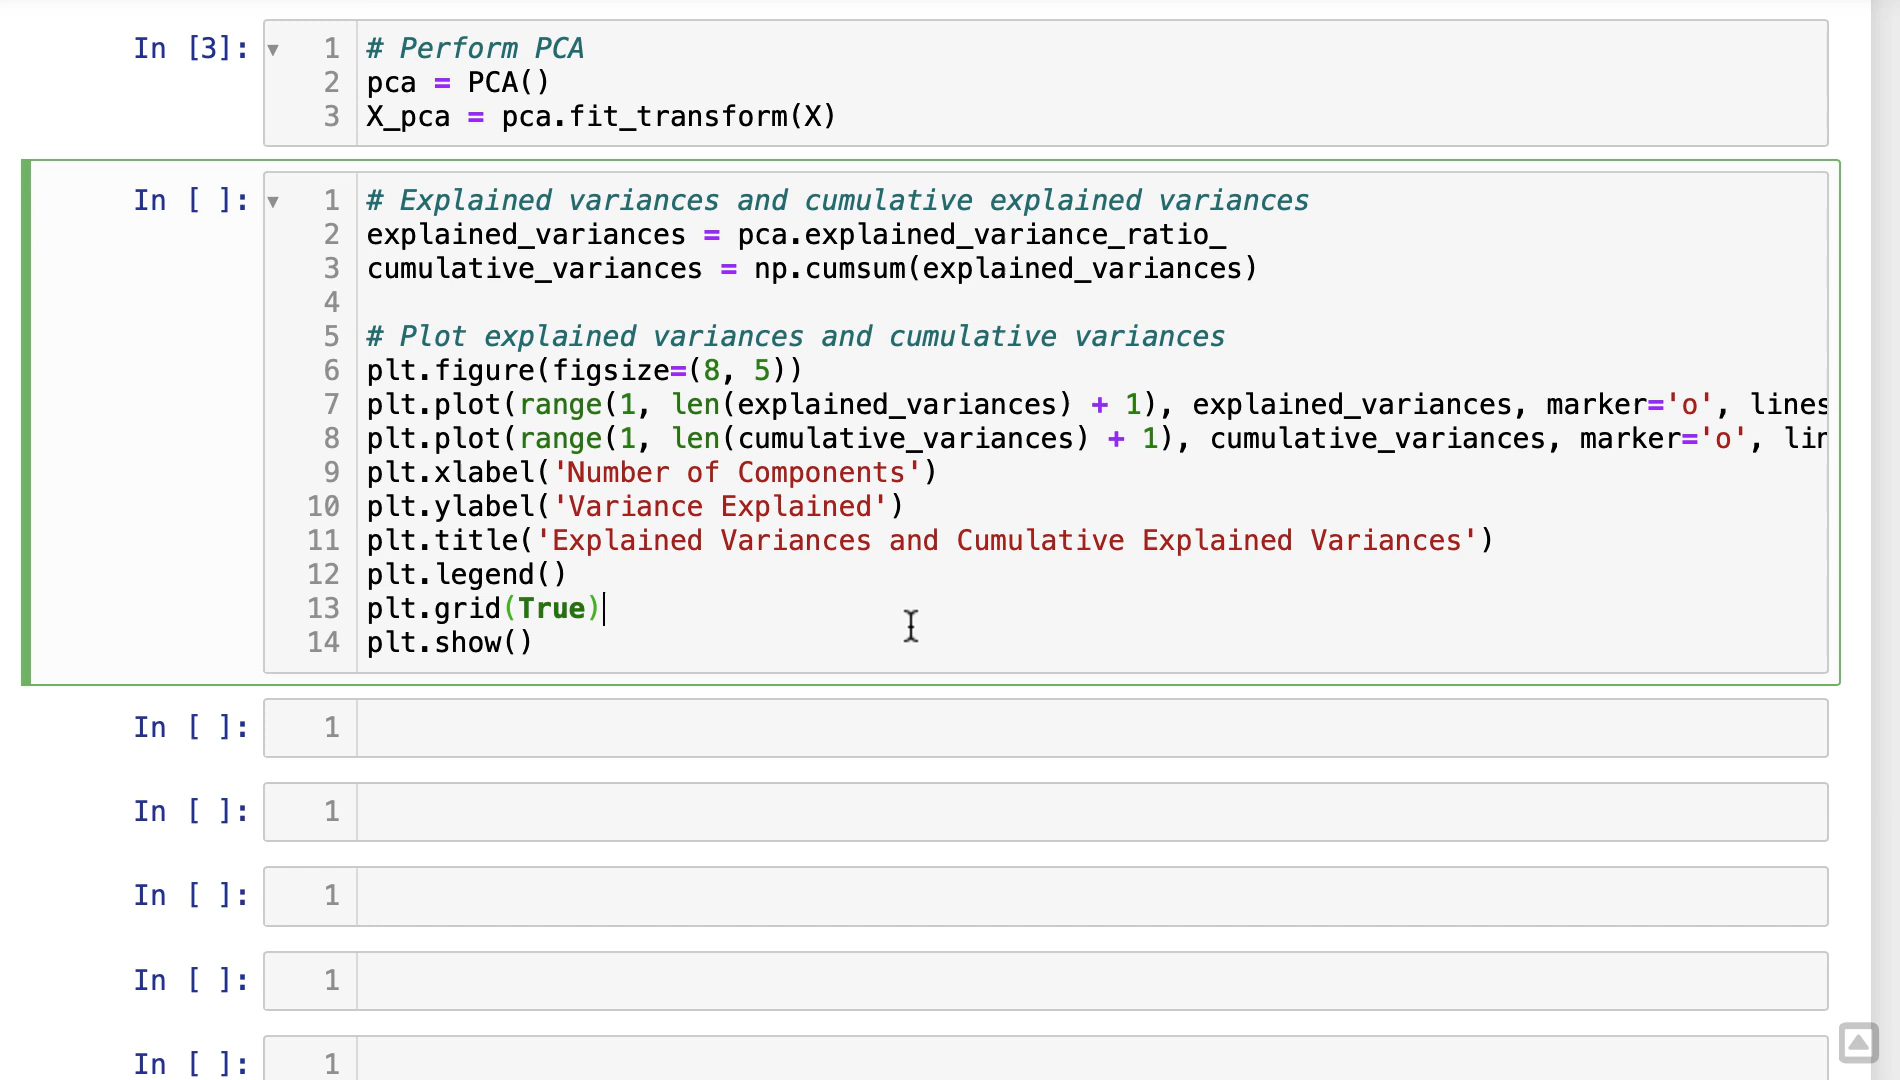 In [3]:
1 # Perform PCA
2 pca = PCA()
3 X_pca = pca.fit_transform(X)
In [ ]:
1 # Explained variances and cumulative explained variances
2 explained_variances = pca.explained_variance_ratio_
3 cumulative_variances = np.cumsum(explained_variances)
4
5 # Plot explained variances and cumulative variances
6 plt.figure(figsize=(8, 5))
7 plt.plot(range(1, len(explained_variances) + 1), explained_variances, marker='o', lines
8 plt.plot(range(1, len(cumulative_variances) + 1), cumulative_variances, marker='o', lin
9 plt.xlabel('Number of Components')
10 plt.ylabel('Variance Explained')
11 plt.title('Explained Variances and Cumulative Explained Variances')
12 plt.legend()
13 plt.grid(True)
14 plt.show()
In [ ]: 1
In [ ]: 1
In [ ]: 1
In [ ]: 1
In [ ]: 1